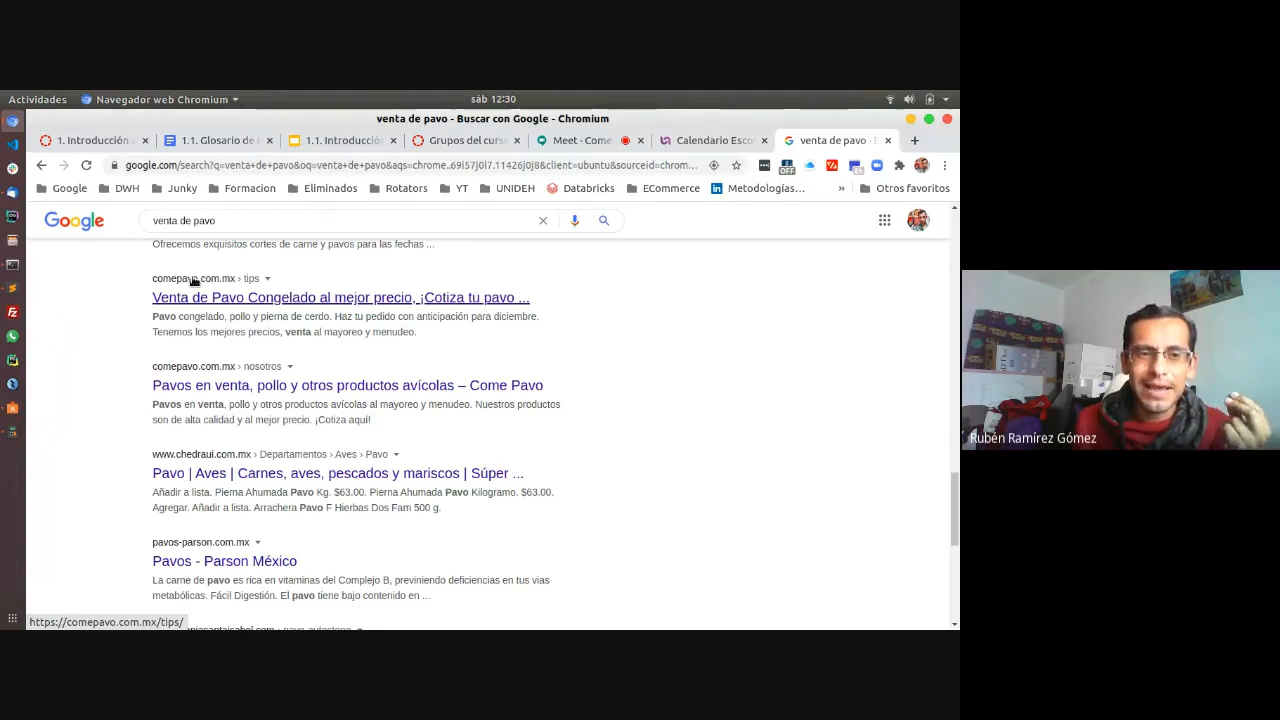 Actividades
Navegador web Chromium
sáb 12:30
venta de pavo - Buscar con Google - Chromium
1. Introducción
1.1. Glosario de
1.1. Introducción
Grupos del curs
Meet - Come
Calendario Esco
venta de pavo -
google.com/search?q=venta+de+pavo&oq=venta+de+pavo&aqs=chrome..69i57j0l7.11426j0j8&client=ubuntu&sourceid=chrom...
OFF
Google
DWH
Junky
Formacion
Eliminados
Rotators
YT
UNIDEH
Databricks
ECommerce
Metodologías...
»
Otros favoritos
Google
venta de pavo
Ofrecemos exquisitos cortes de carne y pavos para las fechas ...
comepavo.com.mx › tips
Venta de Pavo Congelado al mejor precio, ¡Cotiza tu pavo ...
Pavo congelado, pollo y pierna de cerdo. Haz tu pedido con anticipación para diciembre.
Tenemos los mejores precios, venta al mayoreo y menudeo.
comepavo.com.mx › nosotros
Pavos en venta, pollo y otros productos avícolas – Come Pavo
Pavos en venta, pollo y otros productos avícolas al mayoreo y menudeo. Nuestros productos
son de alta calidad y al mejor precio. ¡Cotiza aquí!
www.chedraui.com.mx › Departamentos › Aves › Pavo
Pavo | Aves | Carnes, aves, pescados y mariscos | Súper ...
Añadir a lista. Pierna Ahumada Pavo Kg. $63.00. Pierna Ahumada Pavo Kilogramo. $63.00.
Agregar. Añadir a lista. Arrachera Pavo F Hierbas Dos Fam 500 g.
pavos-parson.com.mx
Pavos - Parson México
La carne de pavo es rica en vitaminas del Complejo B, previniendo deficiencias en tus vias
metabólicas. Fácil Digestión. El pavo tiene bajo contenido en ...
https://comepavo.com.mx/tips/
Rubén Ramírez Gómez